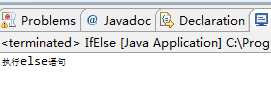 Problems @ Javadoc Declaration
<terminated> IfElse [Java Application] C:\Prog
执行else语句